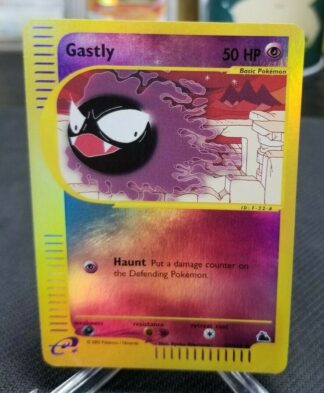 Gastly 50 HP
Basic Pokémon
Haunt Put a damage counter on
the Defending Pokémon.
weakness resistance retreat cost